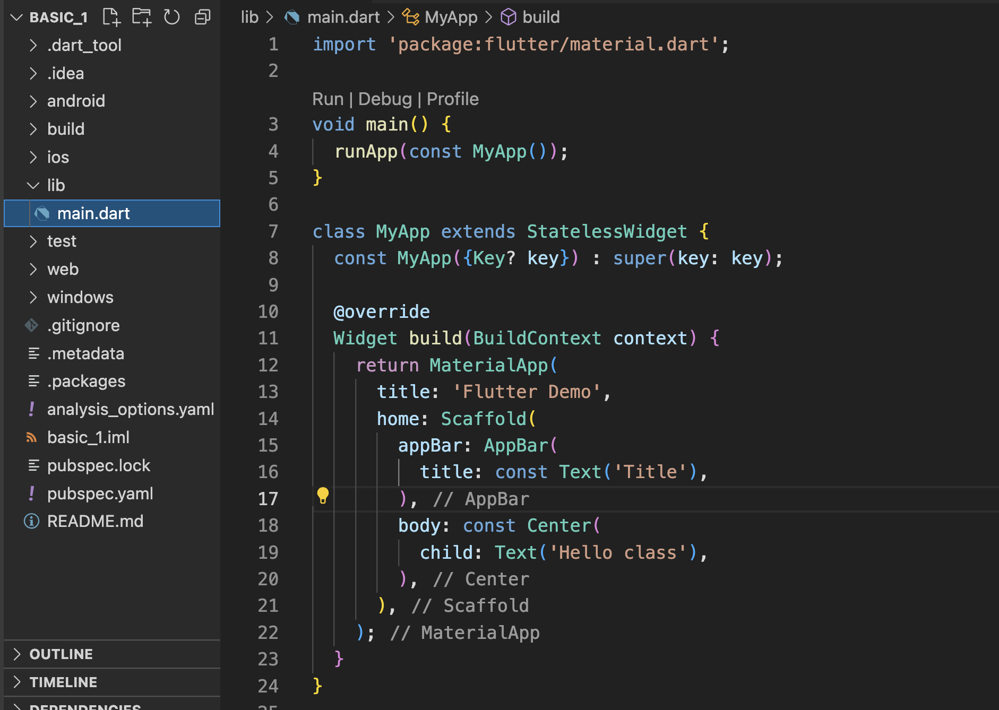 BASIC_1
.dart_tool
.idea
android
build
ios
lib
main.dart
test
web
windows
.gitignore
.metadata
.packages
analysis_options.yaml
basic_1.iml
pubspec.lock
pubspec.yaml
README.md
OUTLINE
TIMELINE
DEPENDENCIES
lib > main.dart > MyApp > build
1 import 'package:flutter/material.dart';
2
Run | Debug | Profile
3 void main() {
4   runApp(const MyApp());
5 }
6
7 class MyApp extends StatelessWidget {
8   const MyApp({Key? key}) : super(key: key);
9
10   @override
11   Widget build(BuildContext context) {
12     return MaterialApp(
13       title: 'Flutter Demo',
14       home: Scaffold(
15         appBar: AppBar(
16           title: const Text('Title'),
17         ), // AppBar
18         body: const Center(
19           child: Text('Hello class'),
20         ), // Center
21       ), // Scaffold
22     ); // MaterialApp
23   }
24 }
25